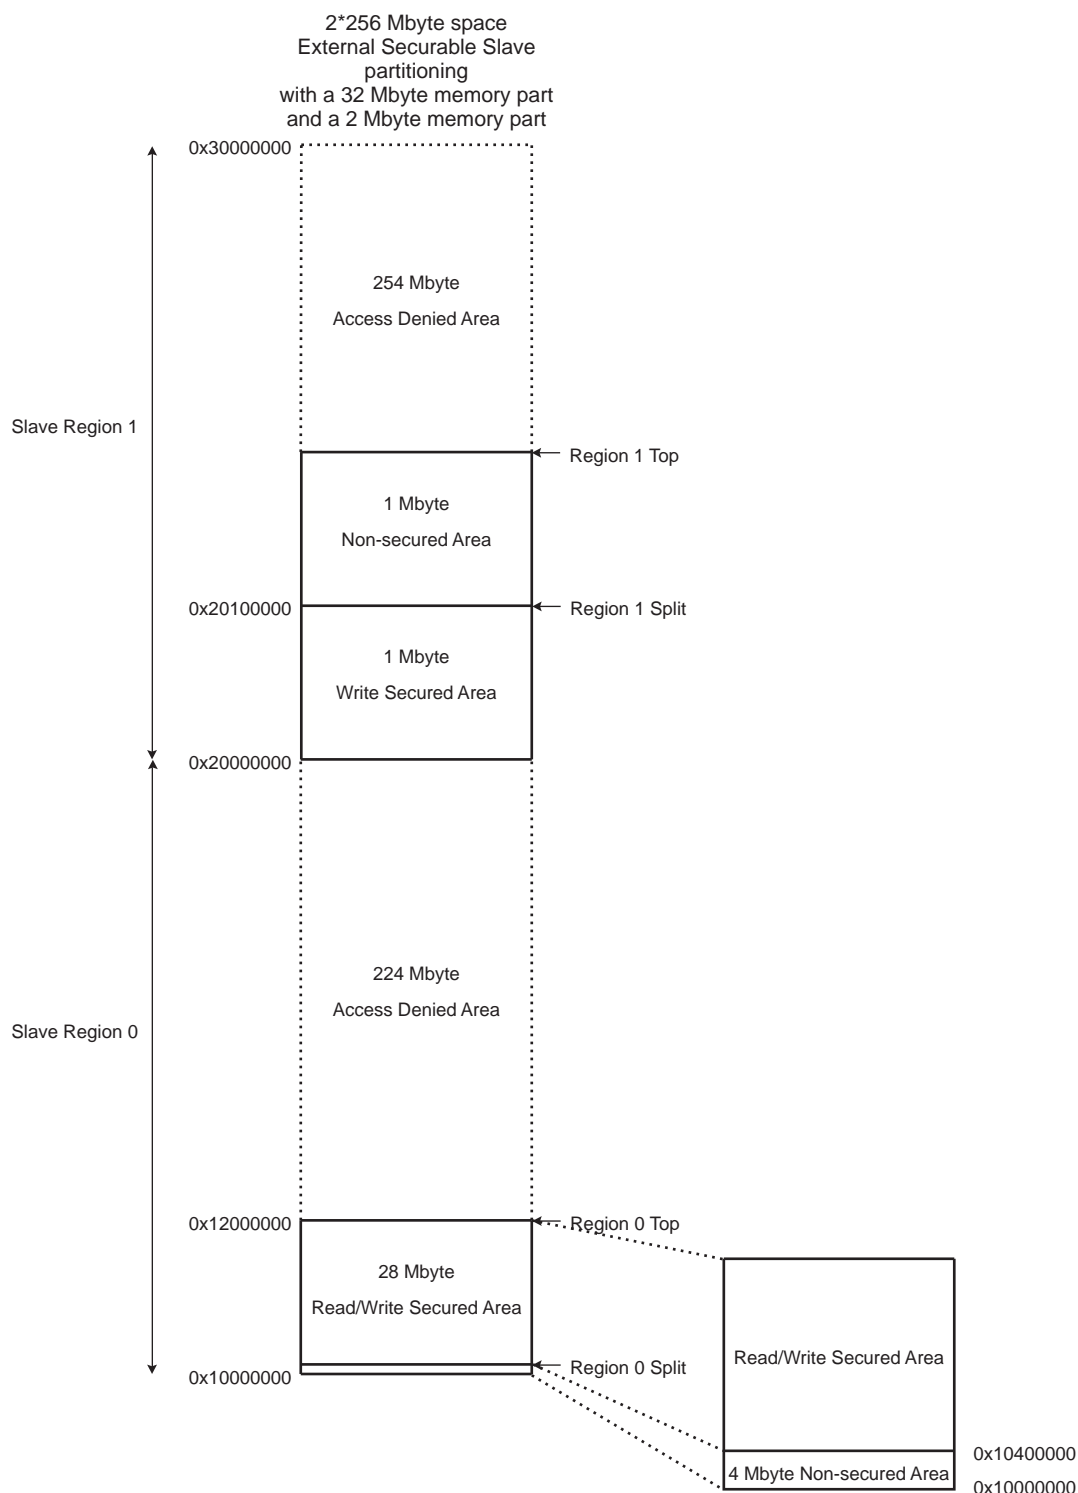 2*256 Mbyte space
External Securable Slave
partitioning
with a 32 Mbyte memory part
and a 2 Mbyte memory part
0x30000000
254 Mbyte
Access Denied Area
Slave Region 1
Region 1 Top
1 Mbyte
Non-secured Area
0x20100000
Region 1 Split
1 Mbyte
Write Secured Area
0x20000000
224 Mbyte
Access Denied Area
Slave Region 0
0x12000000
Region 0 Top
28 Mbyte
Read/Write Secured Area
Region 0 Split
0x10000000
Read/Write Secured Area
0x10400000
4 Mbyte Non-secured Area
0x10000000